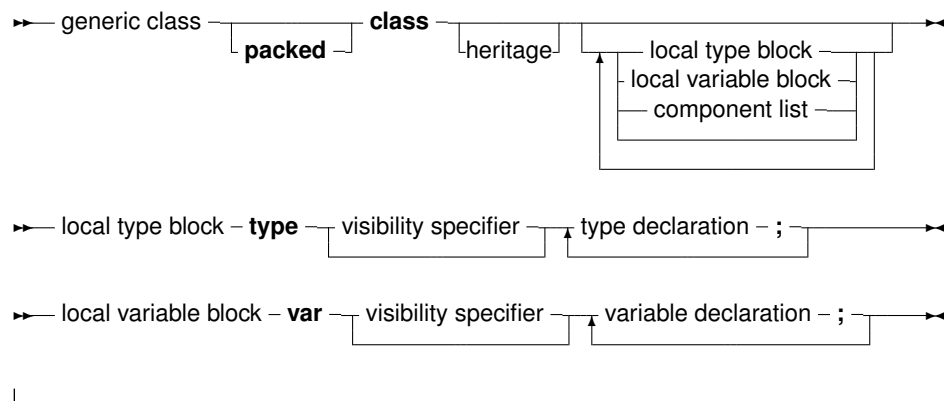 generic class packed class heritage local type block
local variable block
component list
local type block type visibility specifier type declaration ;
local variable block var visibility specifier variable declaration ;